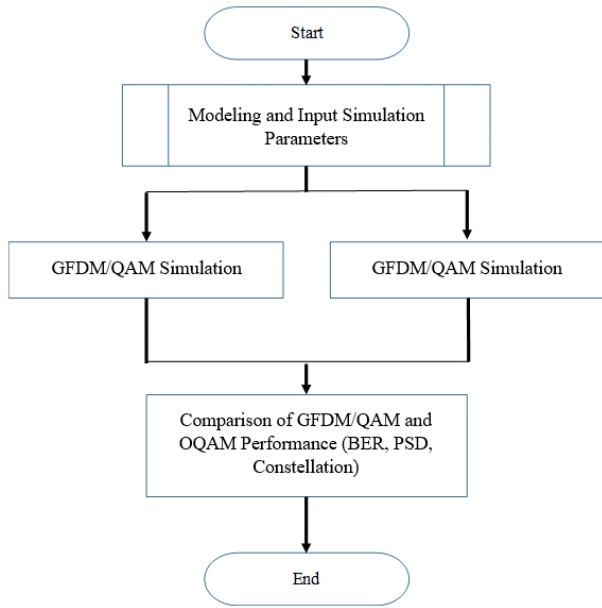 Start
Modeling and Input Simulation
Parameters
GFDM/QAM Simulation
GFDM/QAM Simulation
Comparison of GFDM/QAM and
OQAM Performance (BER, PSD,
Constellation)
End